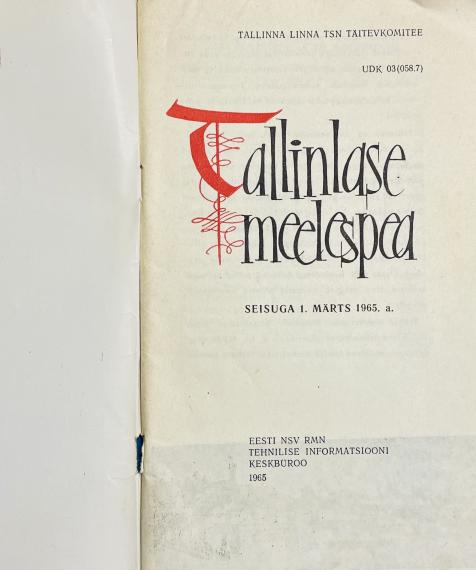 TALLINNA LINNA TSN TÄITEVKOMITEE
UDK 03(058.7)
Tallinlase
meelespea
SEISUGA 1. MÄRTS 1965. a.
EESTI NSV RMN
TEHNILISE INFORMATSIOONI
KESKBÜROO
1965